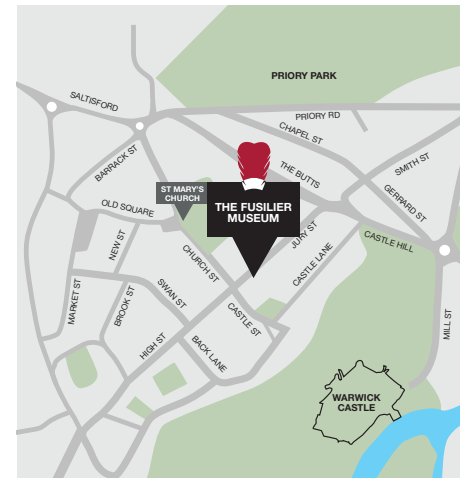 PRIORY PARK
SALTISFORD
PRIORY RD
CHAPEL ST
BARRACK ST
THE BUTTS
SMITH ST
ST MARY'S
CHURCH
GERRARD ST
OLD SQUARE
THE FUSILIER
MUSEUM
JURY ST
CASTLE HILL
NEW ST
CHURCH ST
CASTLE LANE
MARKET ST
BROOK ST
SWAN ST
CASTLE ST
MILL ST
HIGH ST
BACK LANE
WARWICK
CASTLE